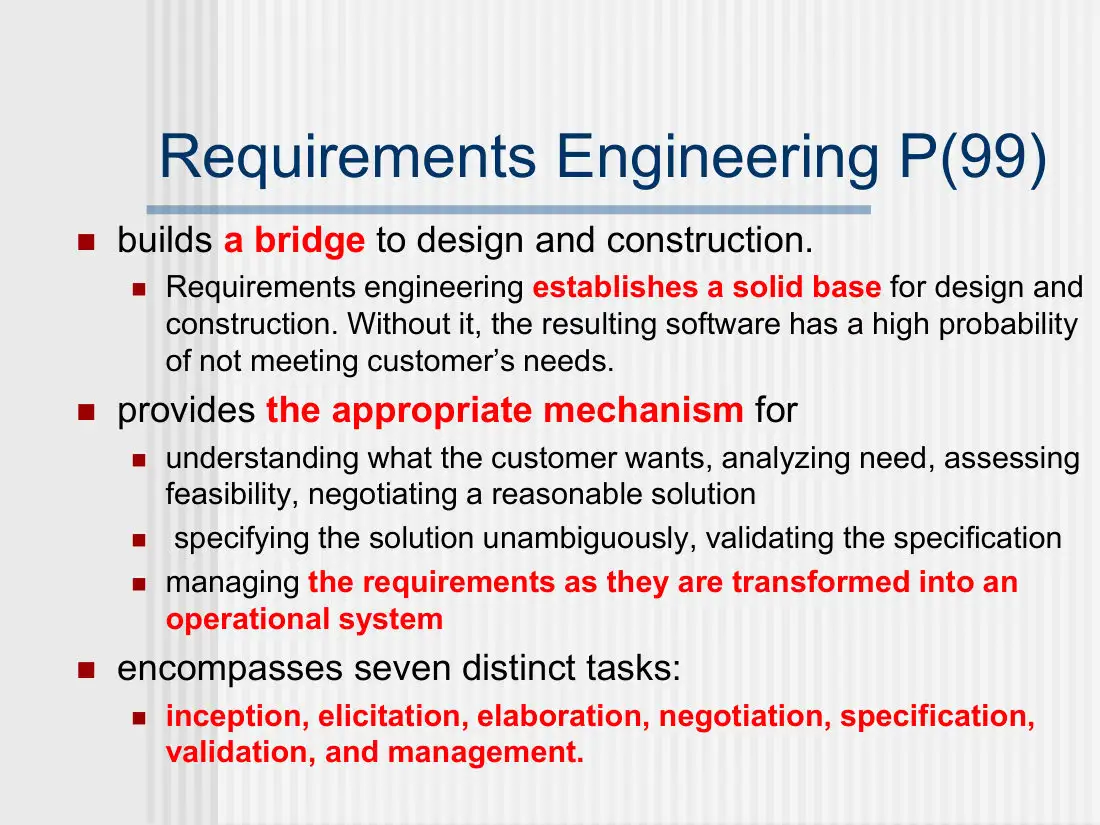 Requirements Engineering P(99)
builds a bridge to design and construction.
Requirements engineering establishes a solid base for design and
construction. Without it, the resulting software has a high probability
of not meeting customer’s needs.
provides the appropriate mechanism for
understanding what the customer wants, analyzing need, assessing
feasibility, negotiating a reasonable solution
specifying the solution unambiguously, validating the specification
managing the requirements as they are transformed into an
operational system
encompasses seven distinct tasks:
inception, elicitation, elaboration, negotiation, specification,
validation, and management.